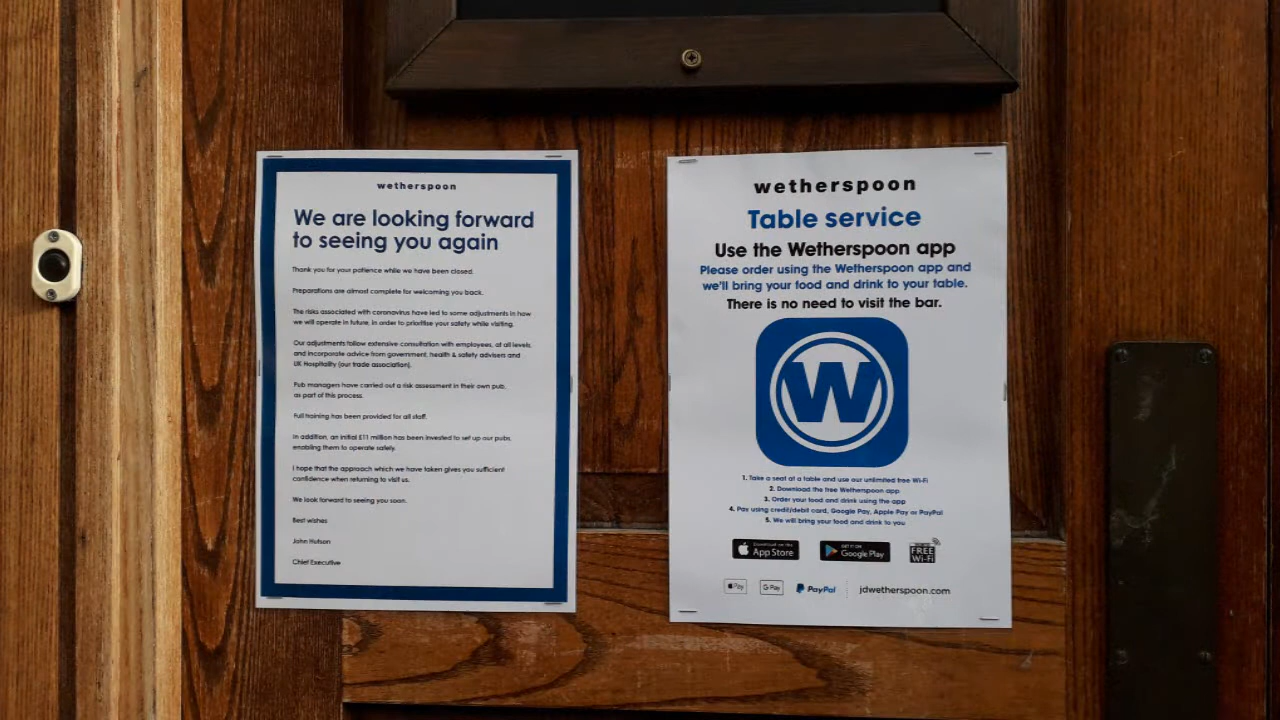 wetherspoon
We are looking forward
to seeing you again
Thank you for your patience while we have been closed.
Preparations are almost complete for welcoming you back.
The risks associated with coronavirus have led to some adjustments in how
we will operate in future, in order to prioritise your safety while visiting.
Our adjustments follow extensive consultation with employees, at all levels,
and incorporate advice from government, health & safety advisers and
UK Hospitality (our trade association).
Pub managers have carried out a risk assessment in their own pub,
as part of this process.
Full training has been provided for all staff.
In addition, an initial £11 million has been invested to set up our pubs,
enabling them to operate safely.
I hope that the approach which we have taken gives you sufficient
confidence when returning to visit us.
We look forward to seeing you soon.
Best wishes
John Hutson
Chief Executive
wetherspoon
Table service
Use the Wetherspoon app
Please order using the Wetherspoon app and
we'll bring your food and drink to your table.
There is no need to visit the bar.
W
1. Take a seat at a table and use our unlimited free Wi-Fi
2. Download the free Wetherspoon app
3. Order your food and drink using the app
4. Pay using credit/debit card, Google Pay, Apple Pay or PayPal
5. We will bring your food and drink to you
Download on the
App Store
GET IT ON
Google Play
FREE
Wi-Fi
Pay
G Pay
PayPal
jdwetherspoon.com